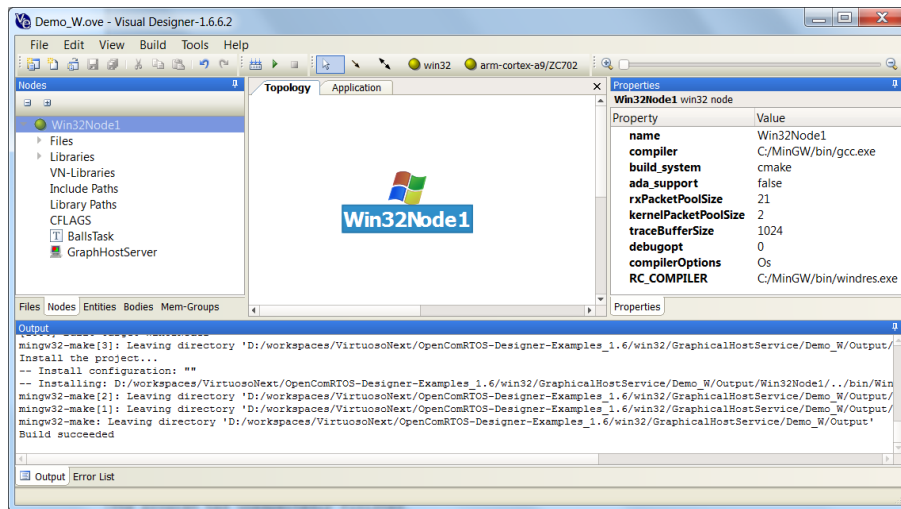 Demo_W.ove - Visual Designer-1.6.6.2
File Edit View Build Tools Help
win32 arm-cortex-a9/ZC702
Nodes
Win32Node1
Files
Libraries
VN-Libraries
Include Paths
Library Paths
CFLAGS
T BallsTask
GraphHostServer
Files Nodes Entities Bodies Mem-Groups
Topology Application
Win32Node1
Properties
Win32Node1 win32 node
Property Value
name Win32Node1
compiler C:/MinGW/bin/gcc.exe
build_system cmake
ada_support false
rxPacketPoolSize 21
kernelPacketPoolSize 2
traceBufferSize 1024
debugopt 0
compilerOptions Os
RC_COMPILER C:/MinGW/bin/windres.exe
Properties
Output
mingw32-make[3]: Leaving directory 'D:/workspaces/VirtuosoNext/OpenComRTOS-Designer-Examples_1.6/win32/GraphicalHostService/Demo_W/Output/
Install the project...
-- Install configuration: ""
-- Installing: D:/workspaces/VirtuosoNext/OpenComRTOS-Designer-Examples_1.6/win32/GraphicalHostService/Demo_W/Output/Win32Node1/../bin/Win
mingw32-make[2]: Leaving directory 'D:/workspaces/VirtuosoNext/OpenComRTOS-Designer-Examples_1.6/win32/GraphicalHostService/Demo_W/Output/
mingw32-make[1]: Leaving directory 'D:/workspaces/VirtuosoNext/OpenComRTOS-Designer-Examples_1.6/win32/GraphicalHostService/Demo_W/Output/
mingw32-make: Leaving directory 'D:/workspaces/VirtuosoNext/OpenComRTOS-Designer-Examples_1.6/win32/GraphicalHostService/Demo_W/Output'
Build succeeded
Output Error List